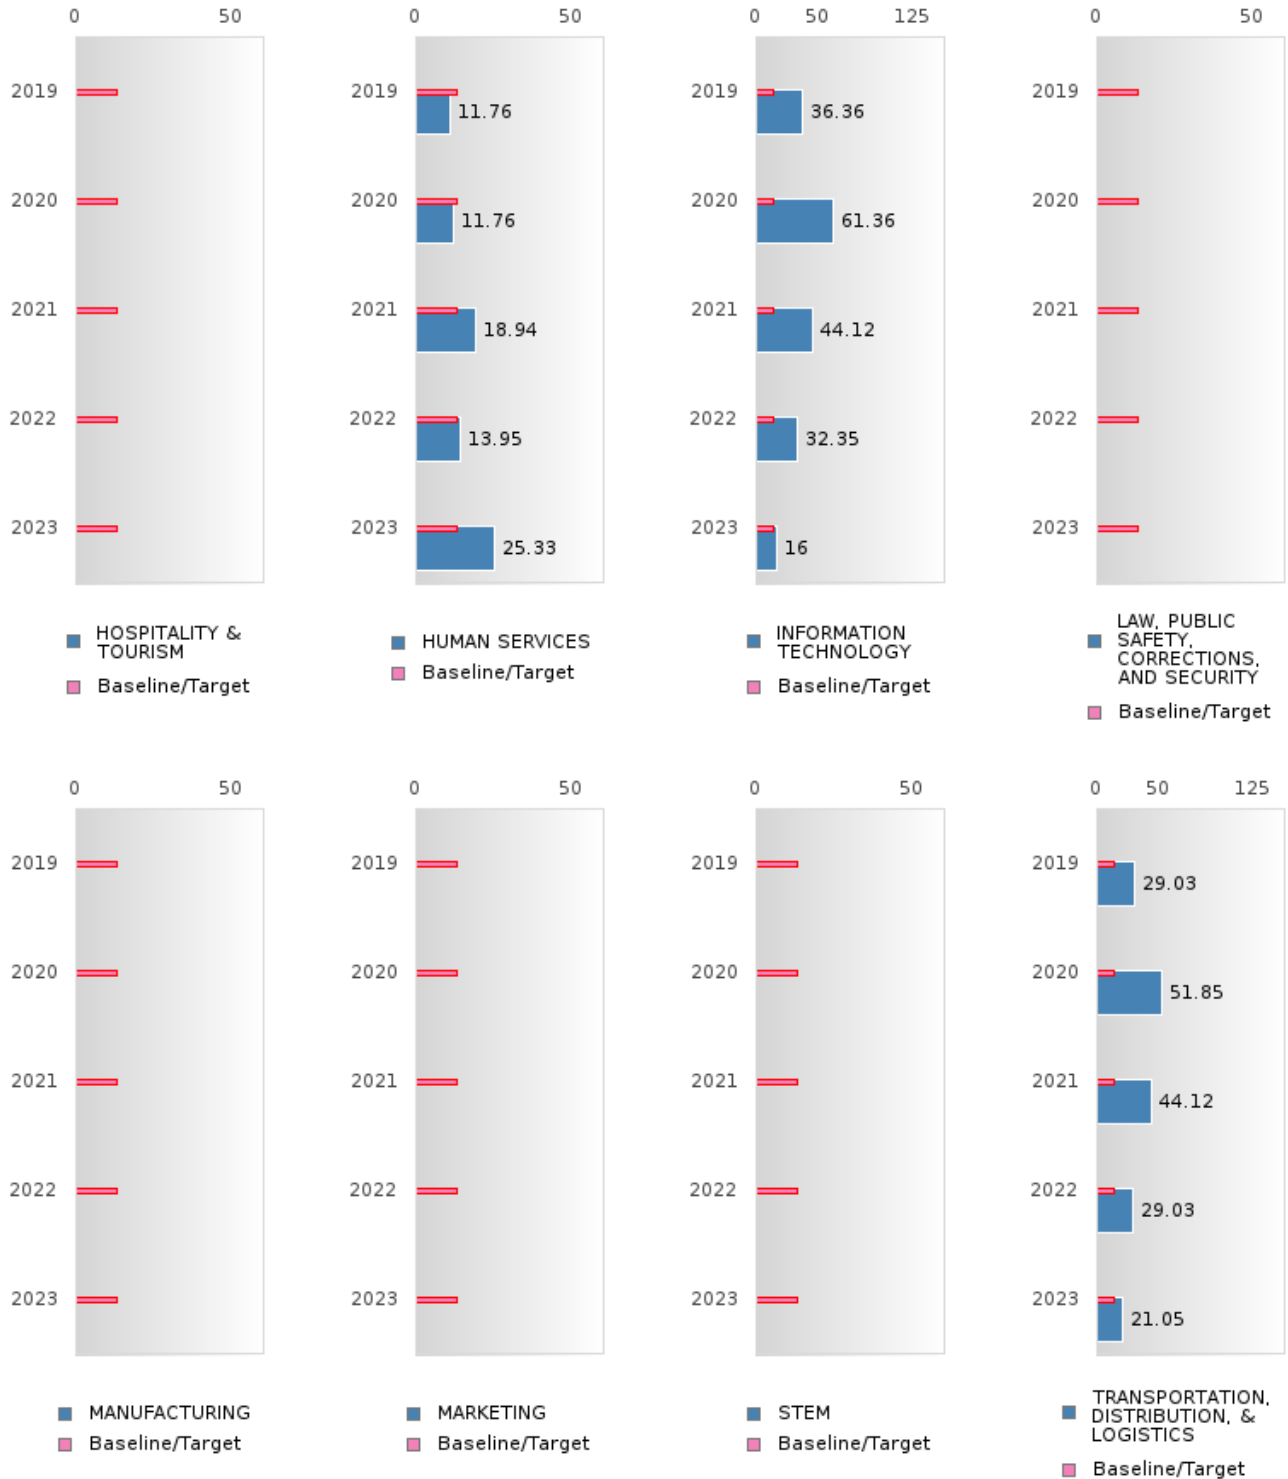 0 50
2019
2020
2021
2022
2023
HOSPITALITY &
TOURISM
Baseline/Target
0 50
2019
11.76
2020
11.76
2021
18.94
2022
13.95
2023
25.33
HUMAN SERVICES
Baseline/Target
0 50 125
2019
36.36
2020
61.36
2021
44.12
2022
32.35
2023
16
INFORMATION
TECHNOLOGY
Baseline/Target
0 50
2019
2020
2021
2022
2023
LAW, PUBLIC
SAFETY,
CORRECTIONS,
AND SECURITY
Baseline/Target
0 50
2019
2020
2021
2022
2023
MANUFACTURING
Baseline/Target
0 50
2019
2020
2021
2022
2023
MARKETING
Baseline/Target
0 50
2019
2020
2021
2022
2023
STEM
Baseline/Target
0 50 125
2019
29.03
2020
51.85
2021
44.12
2022
29.03
2023
21.05
TRANSPORTATION,
DISTRIBUTION, &
LOGISTICS
Baseline/Target